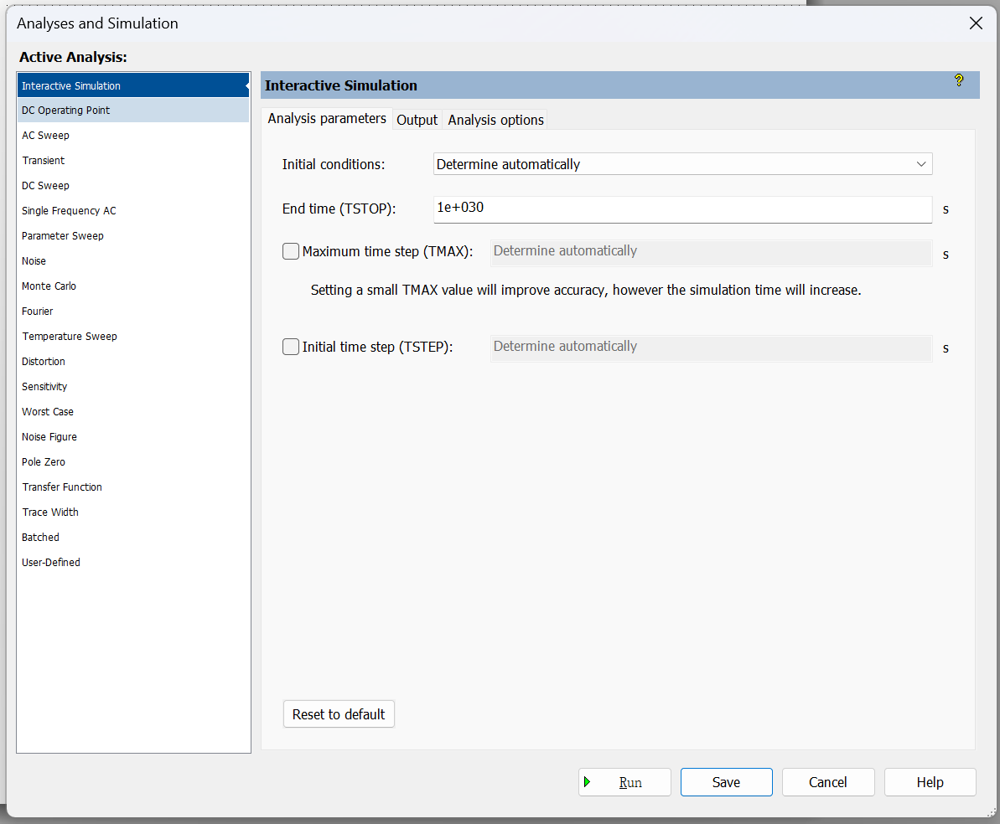 Analyses and Simulation
Active Analysis:
Interactive Simulation
DC Operating Point
AC Sweep
Transient
DC Sweep
Single Frequency AC
Parameter Sweep
Noise
Monte Carlo
Fourier
Temperature Sweep
Distortion
Sensitivity
Worst Case
Noise Figure
Pole Zero
Transfer Function
Trace Width
Batched
User-Defined
Interactive Simulation ?
Analysis parameters Output Analysis options
Initial conditions: Determine automatically
End time (TSTOP): 1e+030 s
Maximum time step (TMAX): Determine automatically s
Setting a small TMAX value will improve accuracy, however the simulation time will increase.
Initial time step (TSTEP): Determine automatically s
Reset to default
Run Save Cancel Help